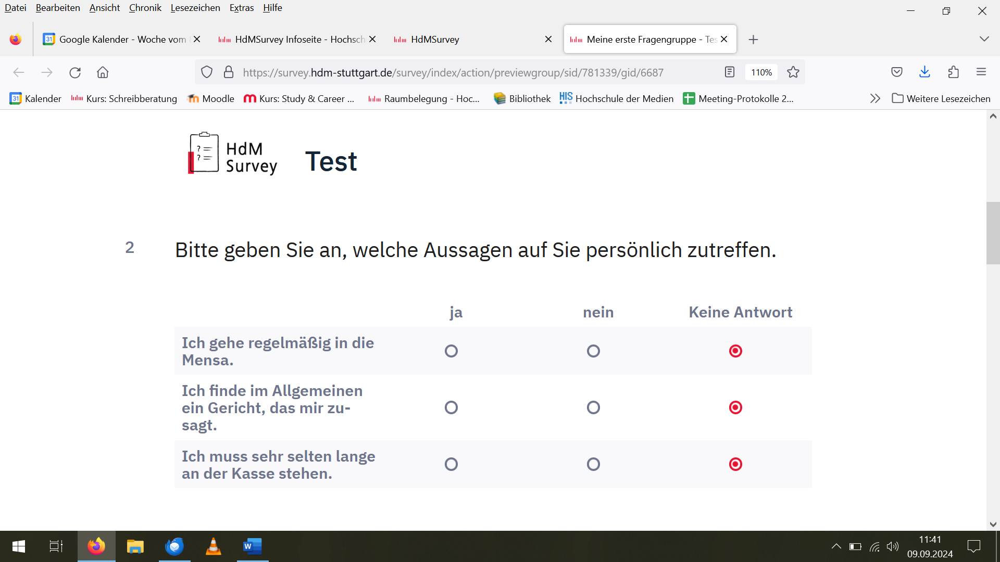 Datei Bearbeiten Ansicht Chronik Lesezeichen Extras Hilfe
31 Google Kalender - Woche vom HdMSurvey Infoseite - Hochsch HdMSurvey Meine erste Fragengruppe - Tes
https://survey.hdm-stuttgart.de/survey/index/action/previewgroup/sid/781339/gid/6687 110%
31 Kalender Kurs: Schreibberatung Moodle Kurs: Study & Career ... Raumbelegung - Hoc... Bibliothek HIS Hochschule der Medien Meeting-Protokolle 2... Weitere Lesezeichen
? =
? =
HdM
Survey
Test
2 Bitte geben Sie an, welche Aussagen auf Sie persönlich zutreffen.
ja nein Keine Antwort
Ich gehe regelmäßig in die
Mensa.
Ich finde im Allgemeinen
ein Gericht, das mir zu-
sagt.
Ich muss sehr selten lange
an der Kasse stehen.
W
11:41
09.09.2024